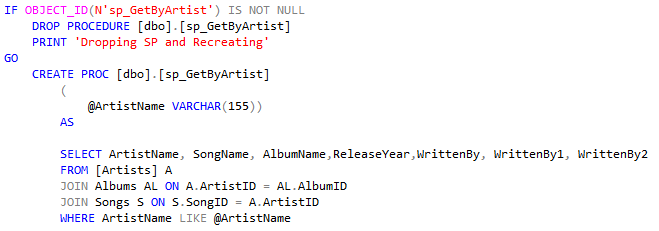 IF OBJECT_ID(N'sp_GetByArtist') IS NOT NULL
DROP PROCEDURE [dbo].[sp_GetByArtist]
PRINT 'Dropping SP and Recreating'
GO
CREATE PROC [dbo].[sp_GetByArtist]
(
@ArtistName VARCHAR(155))
AS
SELECT ArtistName, SongName, AlbumName,ReleaseYear,WrittenBy, WrittenBy1, WrittenBy2
FROM [Artists] A
JOIN Albums AL ON A.ArtistID = AL.AlbumID
JOIN Songs S ON S.SongID = A.ArtistID
WHERE ArtistName LIKE @ArtistName